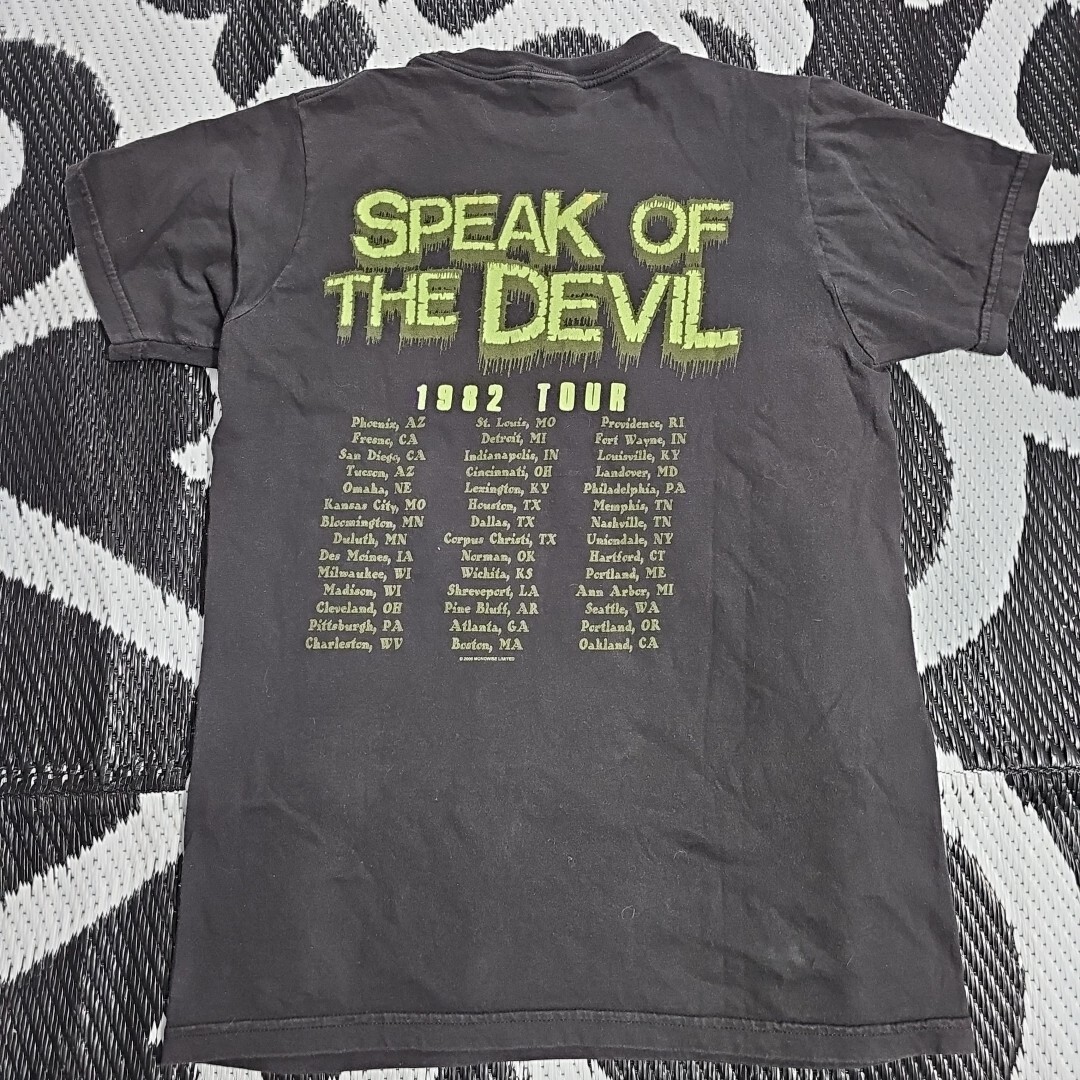 SPEAK OF
THE DEVIL
1982 TOUR
Phoenix, AZ
Fresno, CA
San Diego, CA
Tucson, AZ
Omaha, NE
Kansas City, MO
Bloomington, MN
Duluth, MN
Des Moines, IA
Milwaukee, WI
Madison, WI
Cleveland, OH
Pittsburgh, PA
Charleston, WV
St. Louis, MO
Detroit, MI
Indianapolis, IN
Cincinnati, OH
Lexington, KY
Houston, TX
Dallas, TX
Corpus Christi, TX
Norman, OK
Wichita, KS
Shreveport, LA
Pine Bluff, AR
Atlanta, GA
Boston, MA
Providence, RI
Fort Wayne, IN
Louisville, KY
Landover, MD
Philadelphia, PA
Memphis, TN
Nashville, TN
Uniondale, NY
Hartford, CT
Portland, ME
Ann Arbor, MI
Seattle, WA
Portland, OR
Oakland, CA
MONOWISE LIMITED